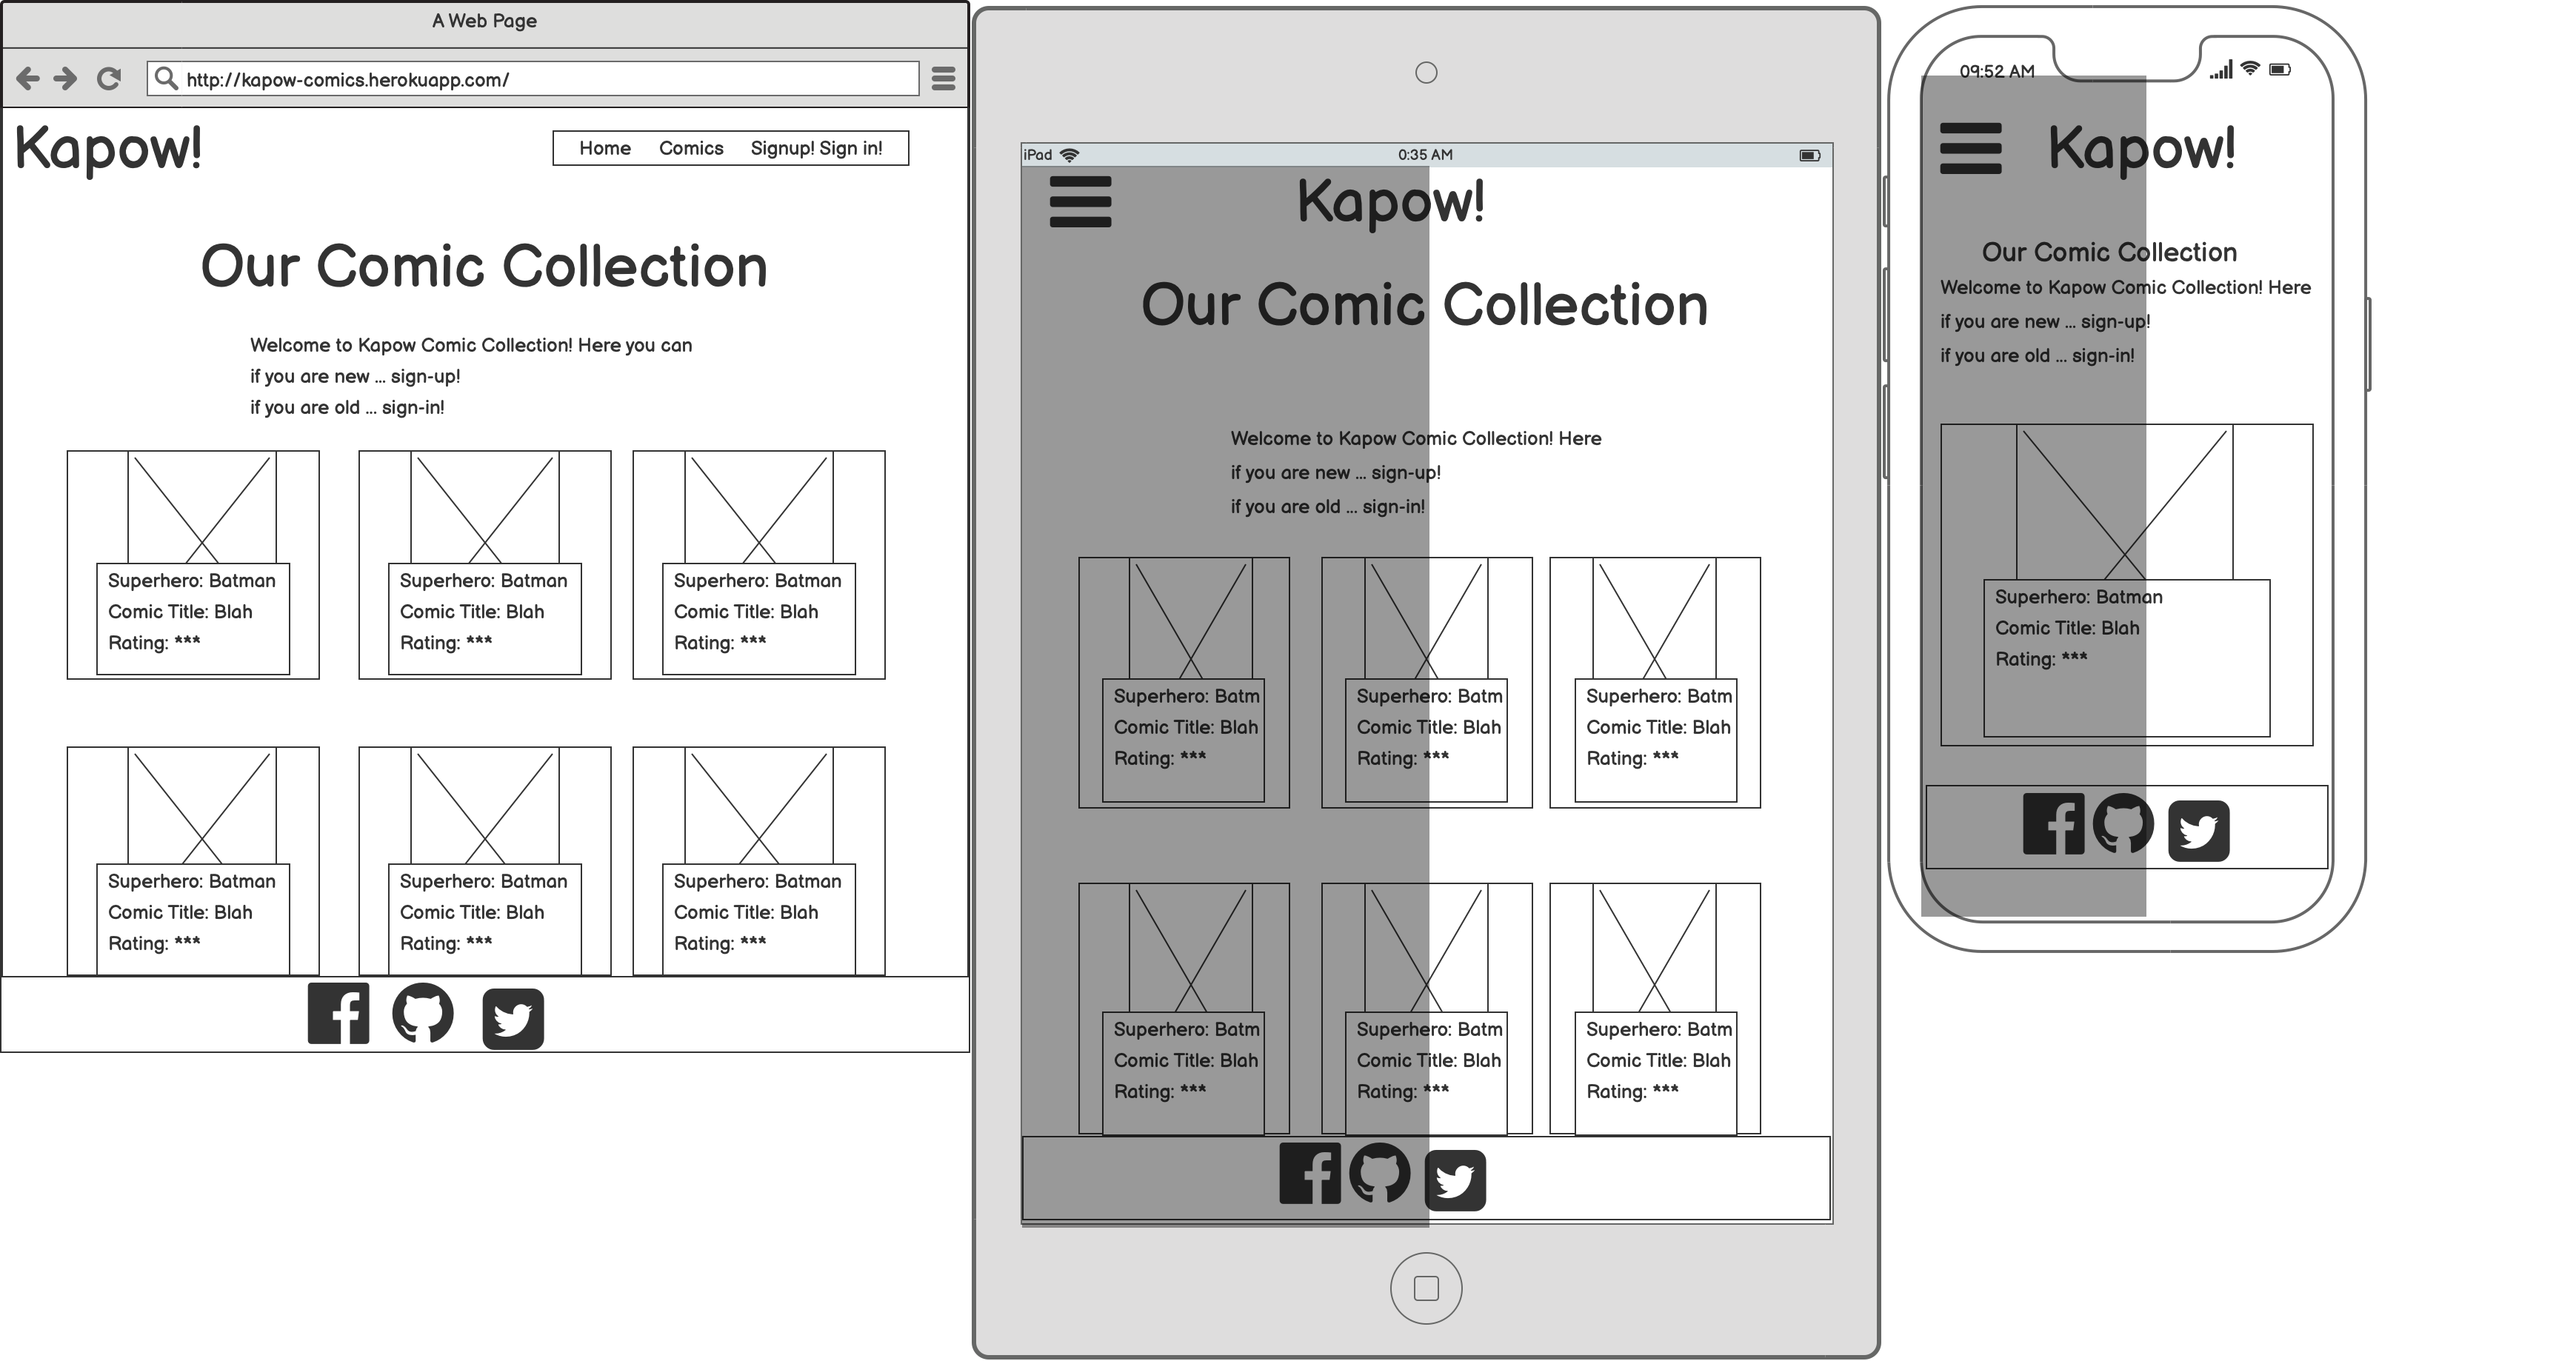 A Web Page
http://kapow-comics.herokuapp.com/
Kapow!
Home Comics Signup! Sign in!
Our Comic Collection
Welcome to Kapow Comic Collection! Here you can
if you are new ... sign-up!
if you are old ... sign-in!
Superhero: Batman
Comic Title: Blah
Rating: ***
Superhero: Batman
Comic Title: Blah
Rating: ***
Superhero: Batman
Comic Title: Blah
Rating: ***
Superhero: Batman
Comic Title: Blah
Rating: ***
Superhero: Batman
Comic Title: Blah
Rating: ***
Superhero: Batman
Comic Title: Blah
Rating: ***
iPad 0:35 AM
Kapow!
Our Comic Collection
Welcome to Kapow Comic Collection! Here
if you are new ... sign-up!
if you are old ... sign-in!
Superhero: Batm
Comic Title: Blah
Rating: ***
Superhero: Batm
Comic Title: Blah
Rating: ***
Superhero: Batm
Comic Title: Blah
Rating: ***
Superhero: Batm
Comic Title: Blah
Rating: ***
Superhero: Batm
Comic Title: Blah
Rating: ***
Superhero: Batm
Comic Title: Blah
Rating: ***
09:52 AM
Kapow!
Our Comic Collection
Welcome to Kapow Comic Collection! Here
if you are new ... sign-up!
if you are old ... sign-in!
Superhero: Batman
Comic Title: Blah
Rating: ***